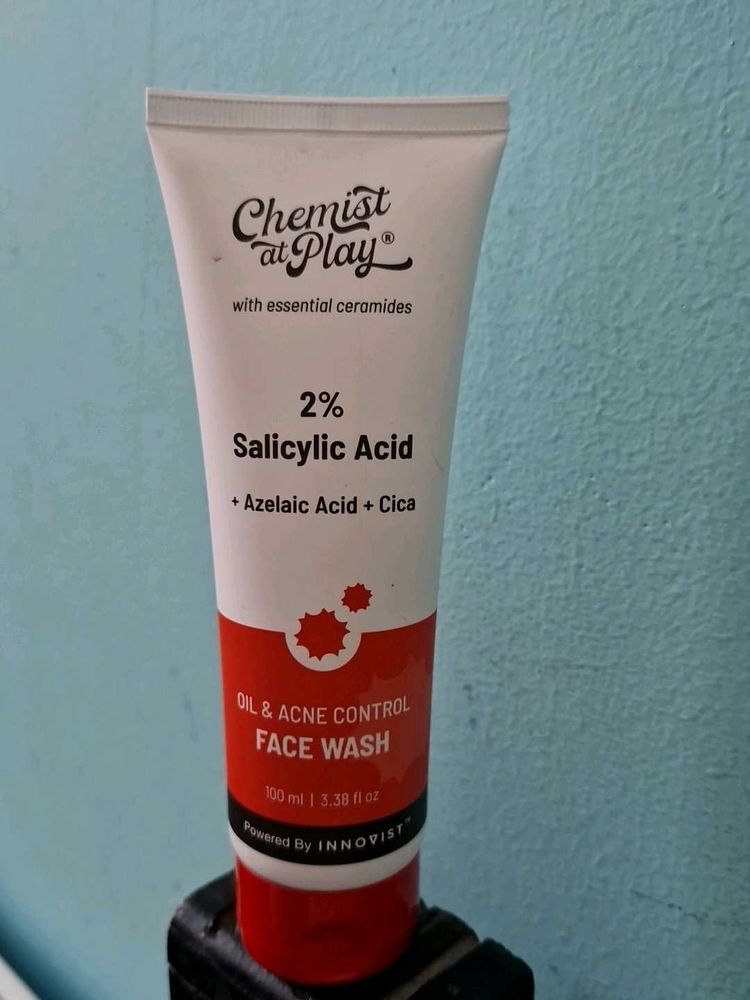 Chemist
at Play®
with essential ceramides
2%
Salicylic Acid
+ Azelaic Acid + Cica
OIL & ACNE CONTROL
FACE WASH
100 ml | 3.38 fl oz
Powered By INNOVIST™